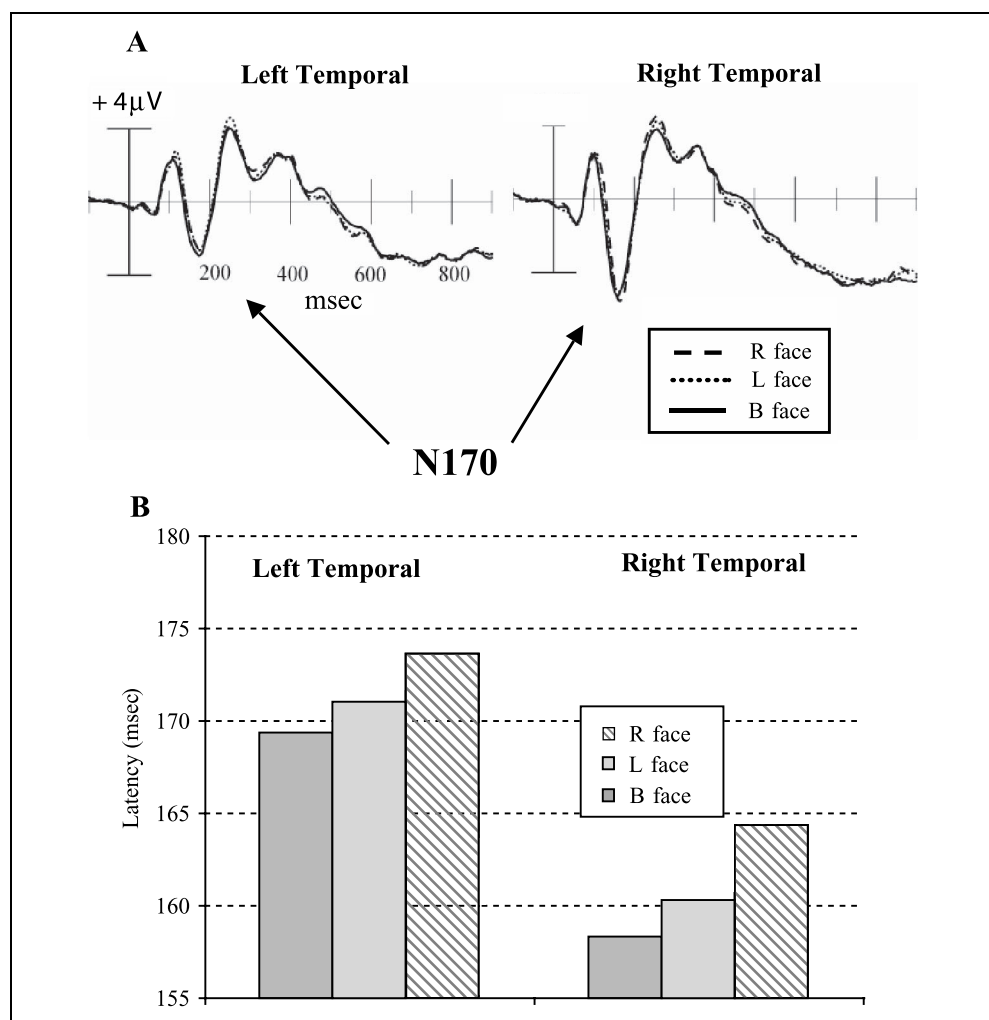 A
Left Temporal
Right Temporal
+ 4μV
200
400
600
800
msec
R face
L face
B face
N170
B
180
175
170
165
160
155
Latency (msec)
Left Temporal
Right Temporal
R face
L face
B face